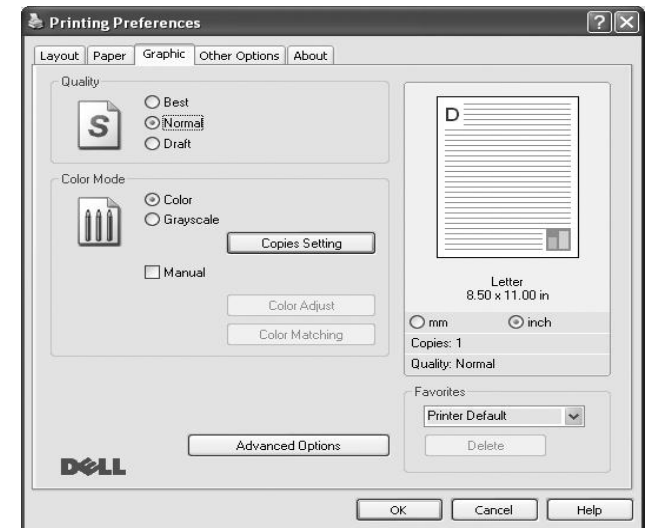 Printing Preferences
Layout Paper Graphic Other Options About
Quality
S
Best
Normal
Draft
Color Mode
Color
Grayscale
Copies Setting
Manual
Color Adjust
Color Matching
D
Letter
8.50 x 11.00 in
mm inch
Copies: 1
Quality: Normal
Favorites
Printer Default
Delete
Advanced Options
DELL
OK Cancel Help